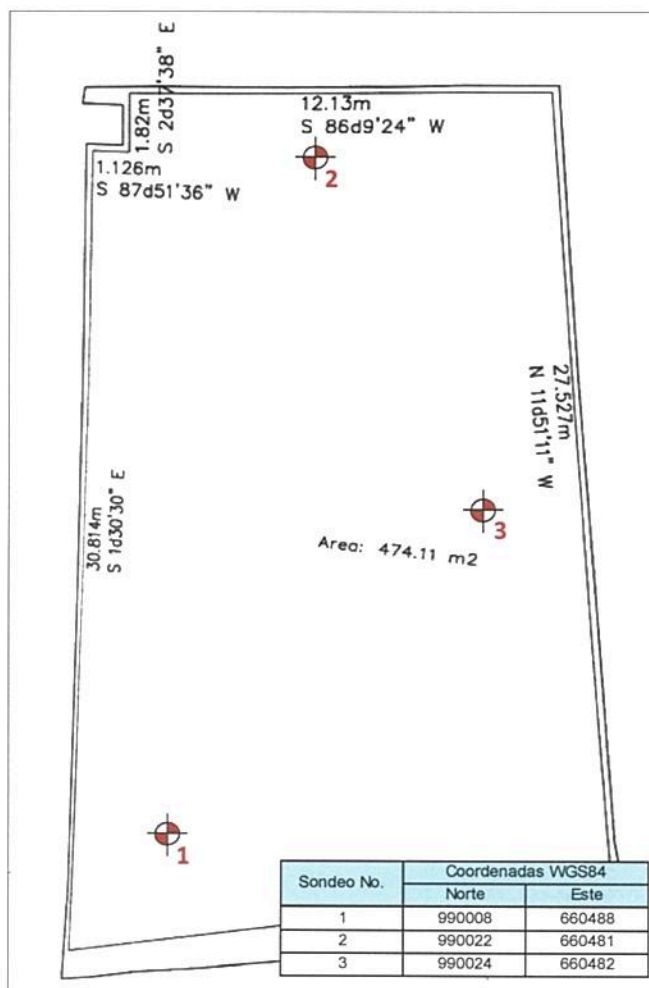 1.82m
S 2d37'38" E
12.13m
S 86d9'24" W
2
1.126m
S 87d51'36" W
27.527m
N 11d51'11" W
30.814m
S 1d30'30" E
3
Area: 474.11 m2
1
Sondeo No. Coordenadas WGS84
Norte Este
1 990008 660488
2 990022 660481
3 990024 660482